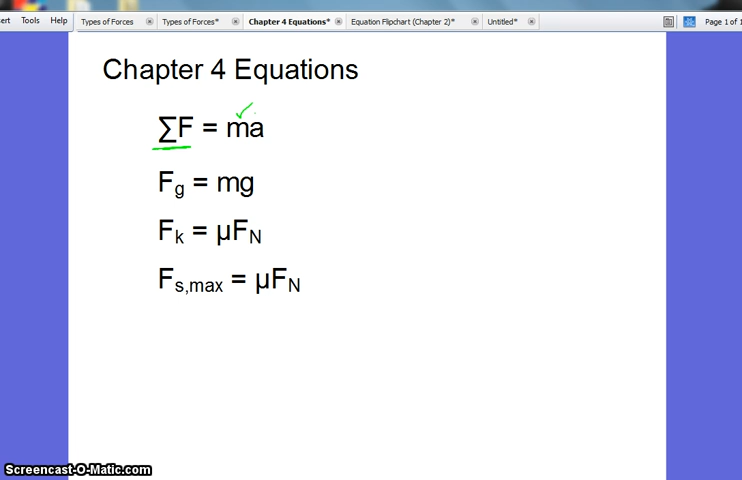 ert Tools Help
Types of Forces Types of Forces* Chapter 4 Equations* Equation Flipchart (Chapter 2)* Untitled* Page 1 of 1
Chapter 4 Equations
∑F = ma
Fg = mg
Fk = µFN
Fs,max = µFN
Screencast-O-Matic.com